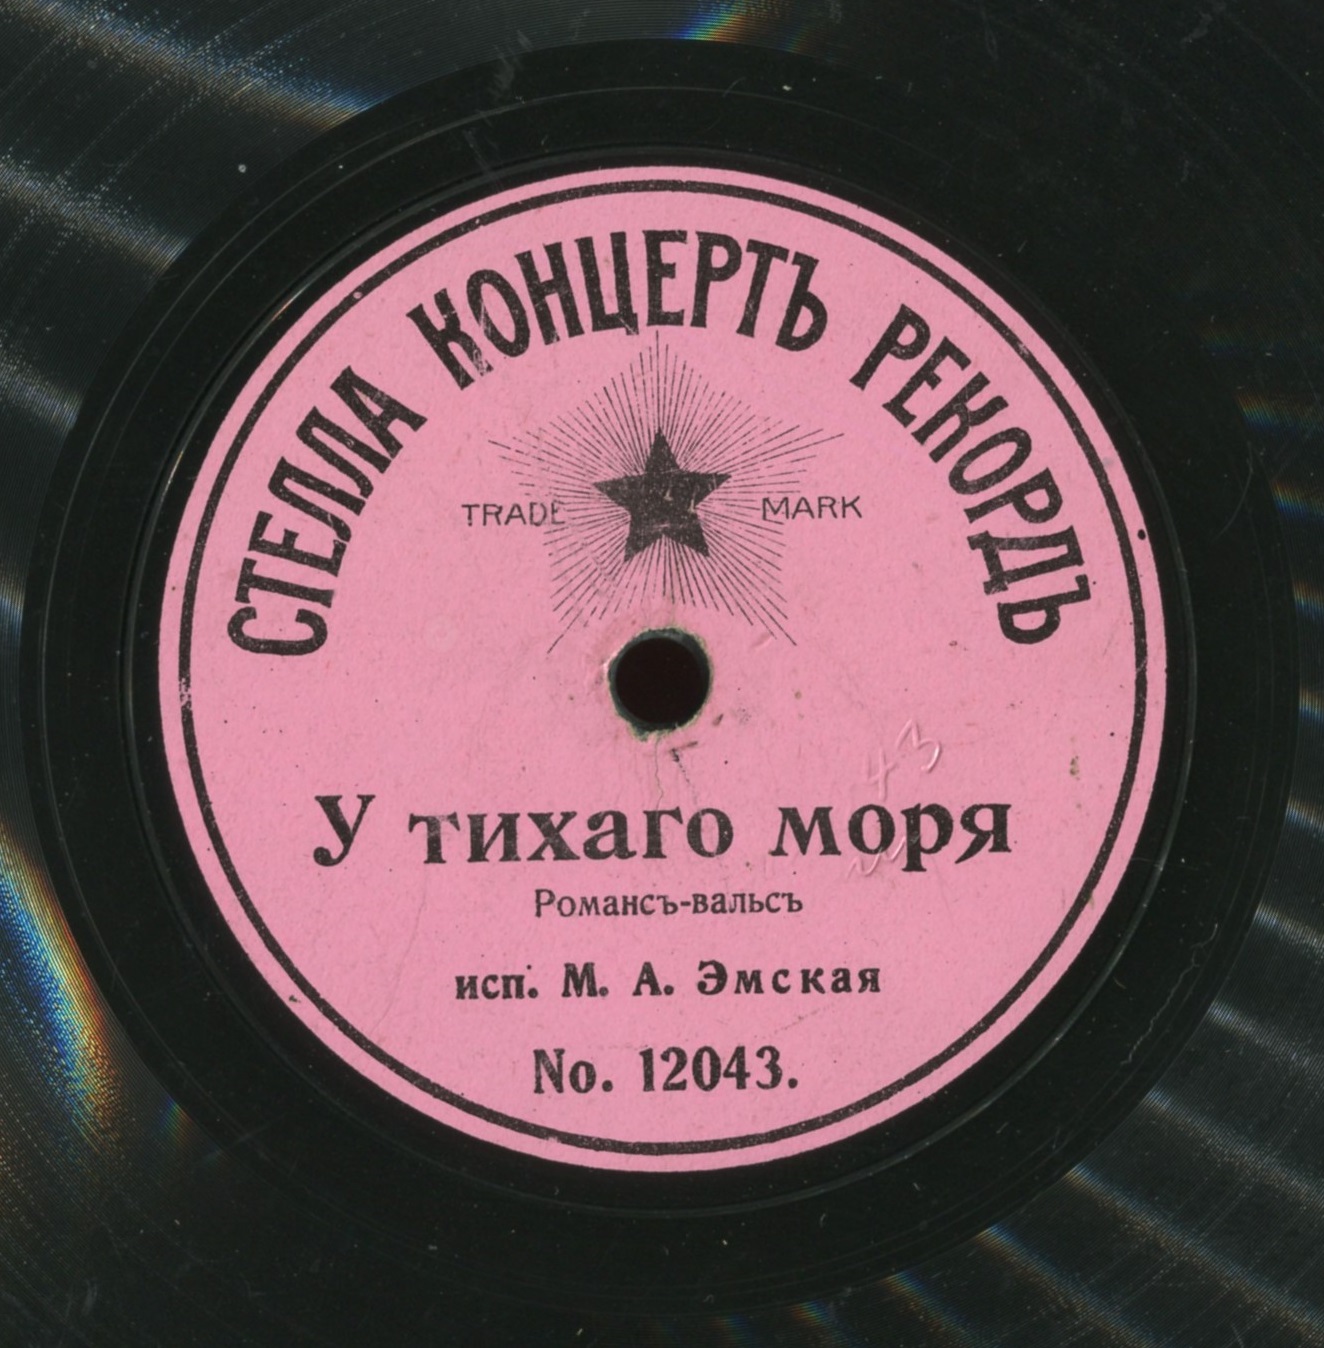 СТЕЛЛА КОНЦЕРТЪ РЕКОРДЪ
TRADE MARK
У тихаго моря
Романсъ-вальсъ
исп. М. А. Эмская
No. 12043.